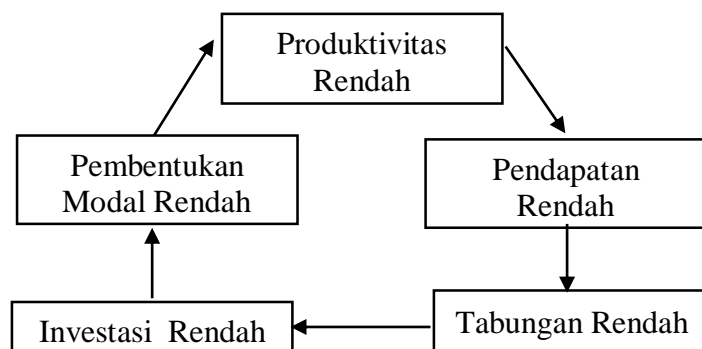 Produktivitas
Rendah
Pembentukan
Modal Rendah
Pendapatan
Rendah
Investasi Rendah
Tabungan Rendah